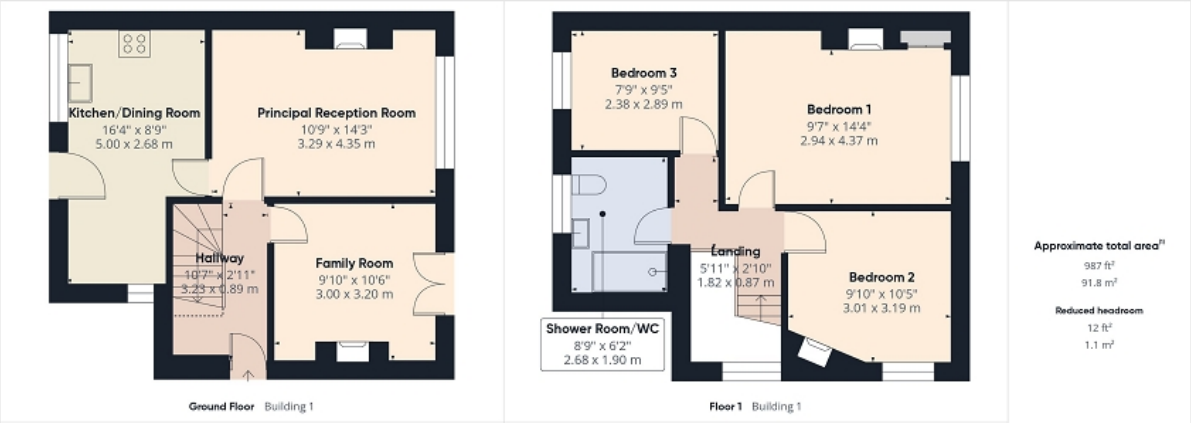 Kitchen/Dining Room
16'4" x 8'9"
5.00 x 2.68 m
Principal Reception Room
10'9" x 14'3"
3.29 x 4.35 m
Hallway
10'7" x 2'11"
3.23 x 0.89 m
Family Room
9'10" x 10'6"
3.00 x 3.20 m
Ground Floor Building 1
Bedroom 3
7'9" x 9'5"
2.38 x 2.89 m
Bedroom 1
9'7" x 14'4"
2.94 x 4.37 m
Landing
5'11" x 2'10"
1.82 x 0.87 m
Bedroom 2
9'10" x 10'5"
3.01 x 3.19 m
Shower Room/WC
8'9" x 6'2"
2.68 x 1.90 m
Floor 1 Building 1
Approximate total area⁽¹⁾
987 ft²
91.8 m²
Reduced headroom
12 ft²
1.1 m²